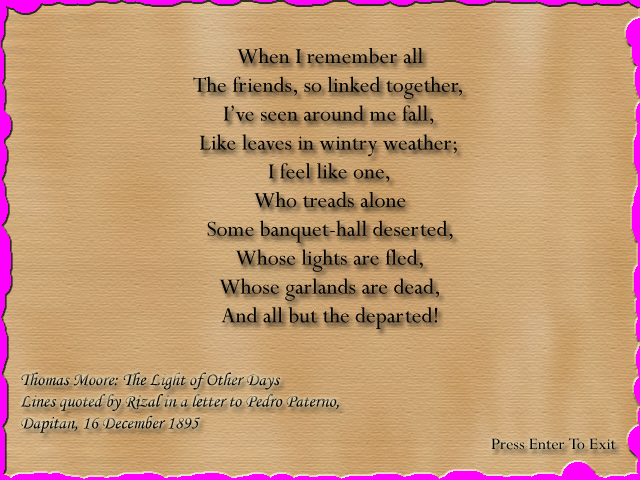 When I remember all
The friends, so linked together,
I've seen around me fall,
Like leaves in wintry weather;
I feel like one,
Who treads alone
Some banquet-hall deserted,
Whose lights are fled,
Whose garlands are dead,
And all but the departed!
Thomas Moore: The Light of Other Days
Lines quoted by Rizal in a letter to Pedro Paterno,
Dapitan, 16 December 1895
Press Enter To Exit